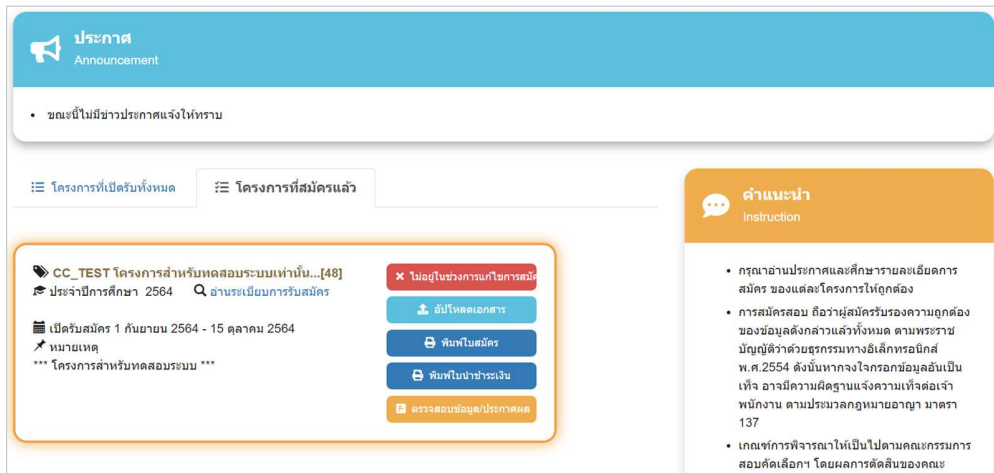 ประกาศ
Announcement
• ขณะนี้ไม่มีข่าวประกาศแจ้งให้ทราบ
โครงการที่เปิดรับทั้งหมด
โครงการที่สมัครแล้ว
CC_TEST โครงการสำหรับทดสอบระบบเท่านั้น...[48]
ประจำปีการศึกษา 2564 อ่านระเบียบการรับสมัคร
เปิดรับสมัคร 1 กันยายน 2564 - 15 ตุลาคม 2564
หมายเหตุ
*** โครงการสำหรับทดสอบระบบ ***
ไม่อยู่ในช่วงการแก้ไขการสมัค
อัปโหลดเอกสาร
พิมพ์ใบสมัคร
พิมพ์ใบนำชำระเงิน
ตรวจสอบข้อมูล/ประกาศผล
คำแนะนำ
Instruction
• กรุณาอ่านประกาศและศึกษารายละเอียดการ
สมัคร ของแต่ละโครงการให้ถูกต้อง
• การสมัครสอบ ถือว่าผู้สมัครรับรองความถูกต้อง
ของข้อมูลดังกล่าวแล้วทั้งหมด ตามพระราช
บัญญัติว่าด้วยธุรกรรมทางอิเล็กทรอนิกส์
พ.ศ.2554 ดังนั้นหากจงใจกรอกข้อมูลอันเป็น
เท็จ อาจมีความผิดฐานแจ้งความเท็จต่อเจ้า
พนักงาน ตามประมวลกฎหมายอาญา มาตรา
137
• เกณฑ์การพิจารณาให้เป็นไปตามคณะกรรมการ
สอบคัดเลือกฯ โดยผลการตัดสินของคณะ